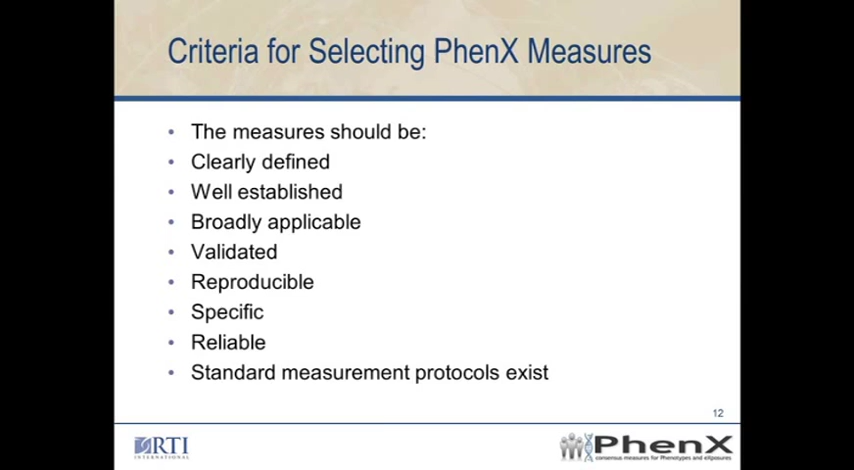 Criteria for Selecting PhenX Measures
• The measures should be:
• Clearly defined
• Well established
• Broadly applicable
• Validated
• Reproducible
• Specific
• Reliable
• Standard measurement protocols exist
12
RTI
INTERNATIONAL
PhenX
consensus measures for Phenotypes and eXposures